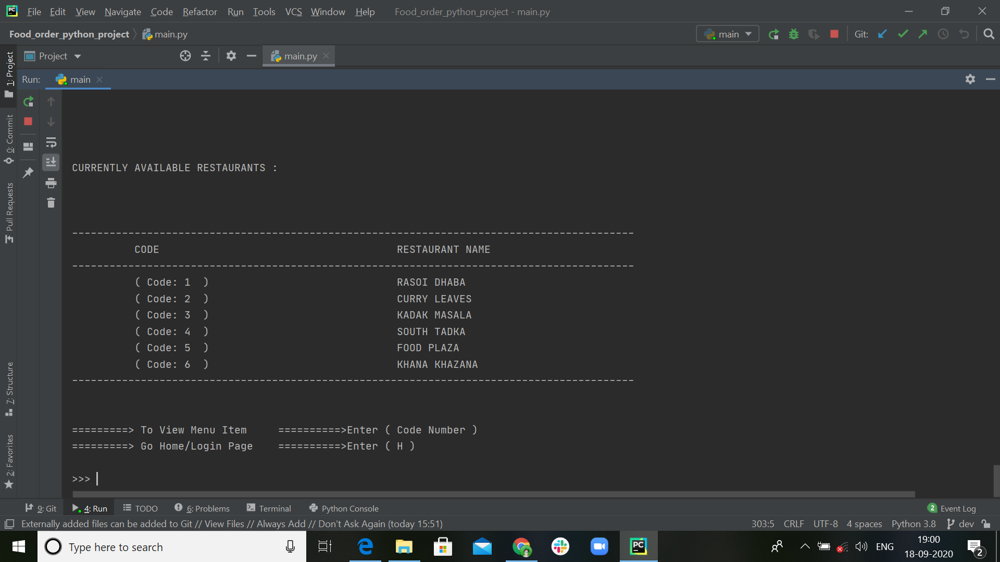 File Edit View Navigate Code Refactor Run Tools VCS Window Help Food_order_python_project - main.py
Food_order_python_project main.py main Git:
Project main.py
Run: main
1: Project
0: Commit
Pull Requests
7: Structure
2: Favorites
CURRENTLY AVAILABLE RESTAURANTS :
------------------------------------------------------------------------------------------
CODE RESTAURANT NAME
------------------------------------------------------------------------------------------
( Code: 1 ) RASOI DHABA
( Code: 2 ) CURRY LEAVES
( Code: 3 ) KADAK MASALA
( Code: 4 ) SOUTH TADKA
( Code: 5 ) FOOD PLAZA
( Code: 6 ) KHANA KHAZANA
------------------------------------------------------------------------------------------
=========> To View Menu Item ==========>Enter ( Code Number )
=========> Go Home/Login Page ==========>Enter ( H )
>>>
9: Git 4: Run TODO 6: Problems Terminal Python Console 2 Event Log
Externally added files can be added to Git // View Files // Always Add // Don't Ask Again (today 15:51) 303:5 CRLF UTF-8 4 spaces Python 3.8 dev
Type here to search PC ENG 19:00
18-09-2020 2